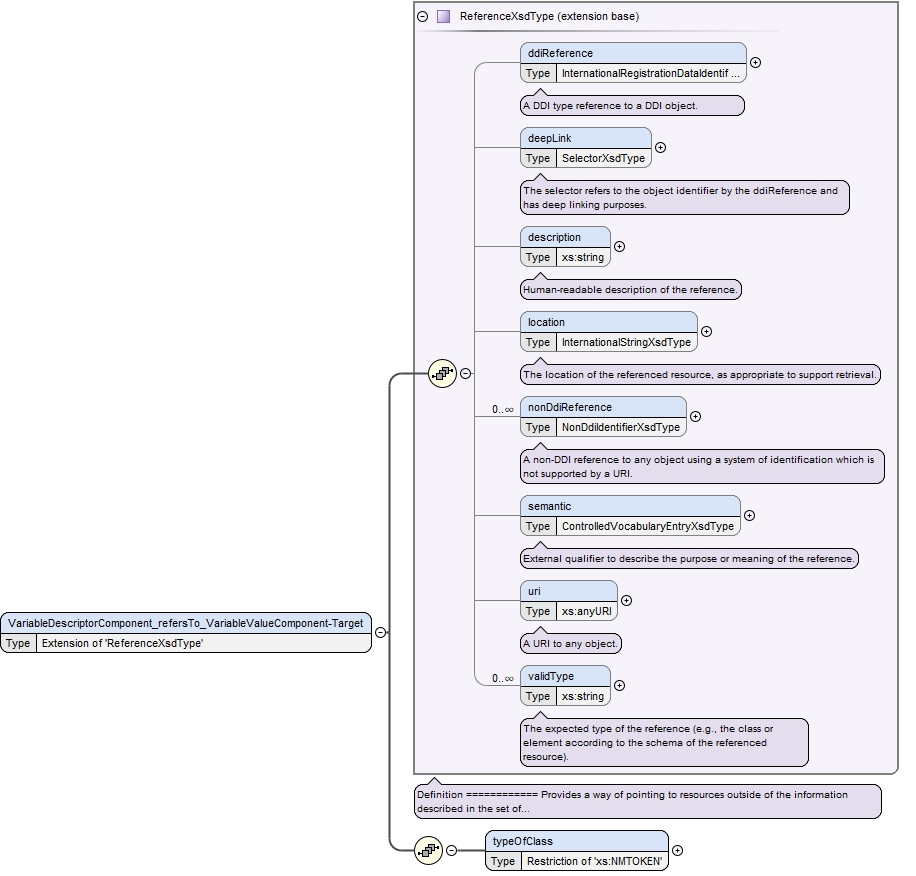 ReferenceXsdType (extension base)
ddiReference
Type InternationalRegistrationDataIdentif ...
A DDI type reference to a DDI object.
deepLink
Type SelectorXsdType
The selector refers to the object identifier by the ddiReference and
has deep linking purposes.
description
Type xs:string
Human-readable description of the reference.
location
Type InternationalStringXsdType
The location of the referenced resource, as appropriate to support retrieval.
0..∞ nonDdiReference
Type NonDdiIdentifierXsdType
A non-DDI reference to any object using a system of identification which is
not supported by a URI.
semantic
Type ControlledVocabularyEntryXsdType
External qualifier to describe the purpose or meaning of the reference.
uri
Type xs:anyURI
A URI to any object.
VariableDescriptorComponent_refersTo_VariableValueComponent-Target
Type Extension of 'ReferenceXsdType'
0..∞ validType
Type xs:string
The expected type of the reference (e.g., the class or
element according to the schema of the referenced
resource).
Definition ============ Provides a way of pointing to resources outside of the information
described in the set of...
typeOfClass
Type Restriction of 'xs:NMTOKEN'